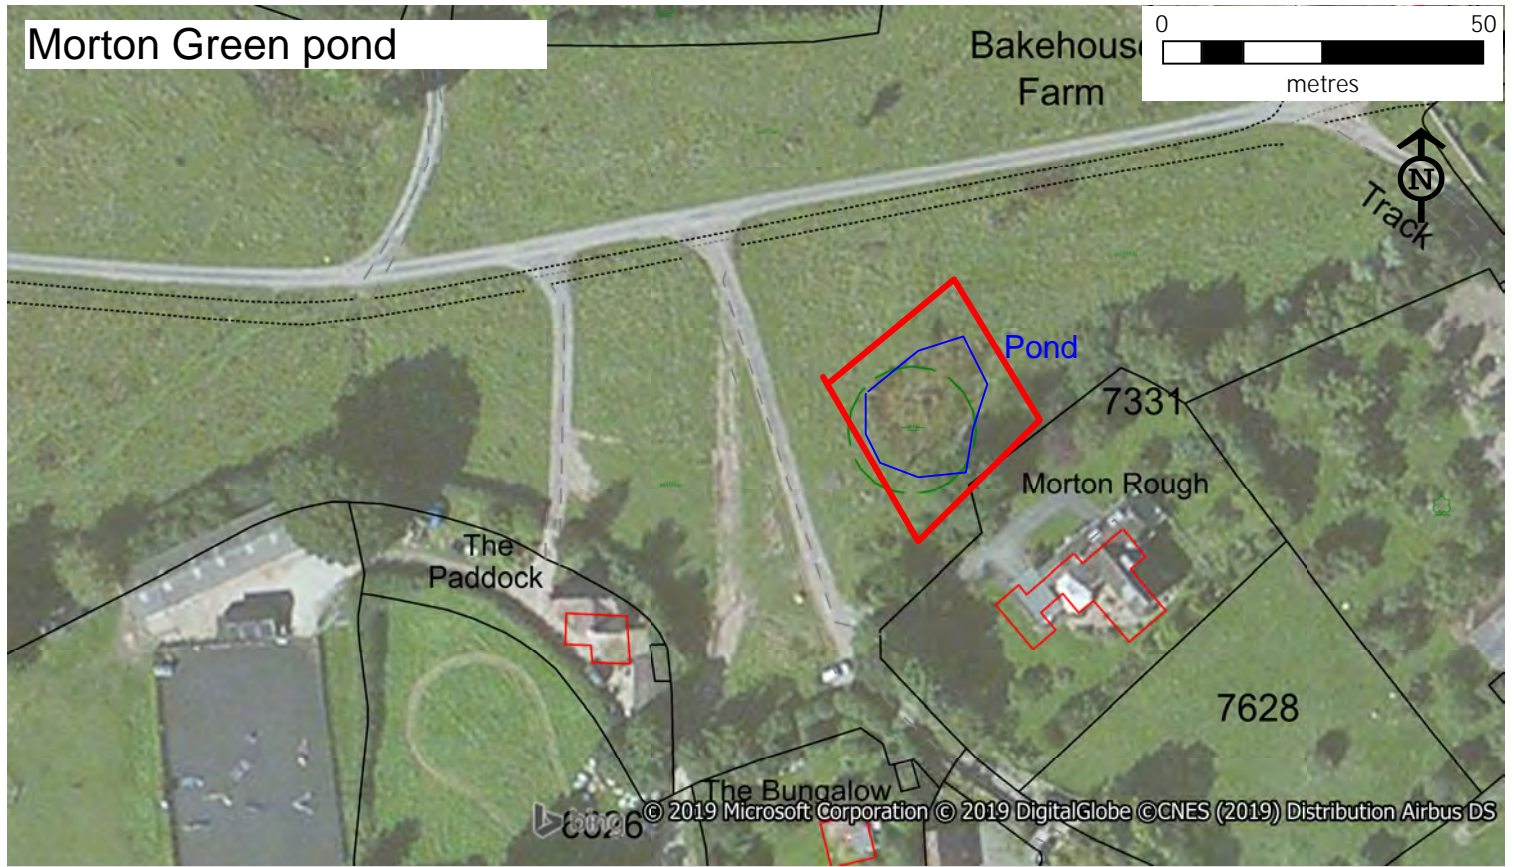 Morton Green pond
0 50
metres
Bakehouse
Farm
N
Track
Pond
7331
Morton Rough
The
Paddock
7628
The Bungalow
6026
© 2019 Microsoft Corporation © 2019 DigitalGlobe ©CNES (2019) Distribution Airbus DS